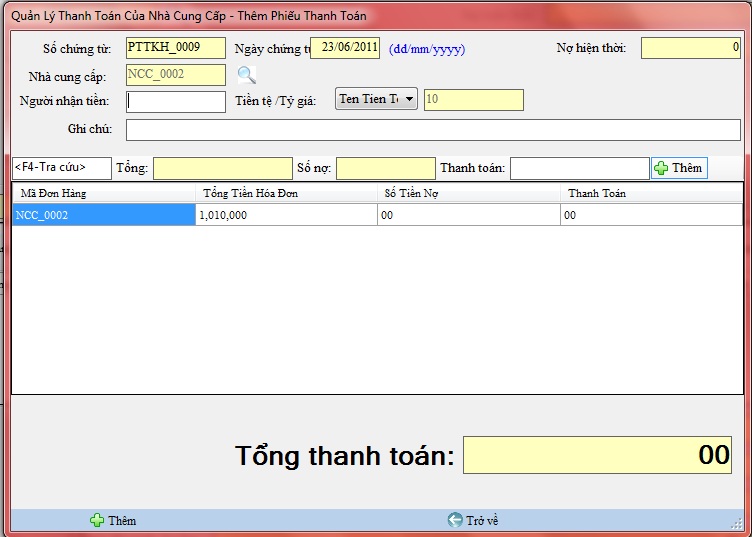 Quản Lý Thanh Toán Của Nhà Cung Cấp - Thêm Phiếu Thanh Toán
Số chứng từ: PTTKH_0009 Ngày chứng t 23/06/2011 (dd/mm/yyyy) Nợ hiện thời: 0
Nhà cung cấp: NCC_0002
Người nhận tiền: Tiền tệ /Tỷ giá: Ten Tien T 10
Ghi chú:
<F4-Tra cứu> Tổng: Số nợ: Thanh toán: Thêm
Mã Đơn Hàng Tổng Tiền Hóa Đơn Số Tiền Nợ Thanh Toán
NCC_0002 1,010,000 00 00
Tổng thanh toán: 00
Thêm Trở về